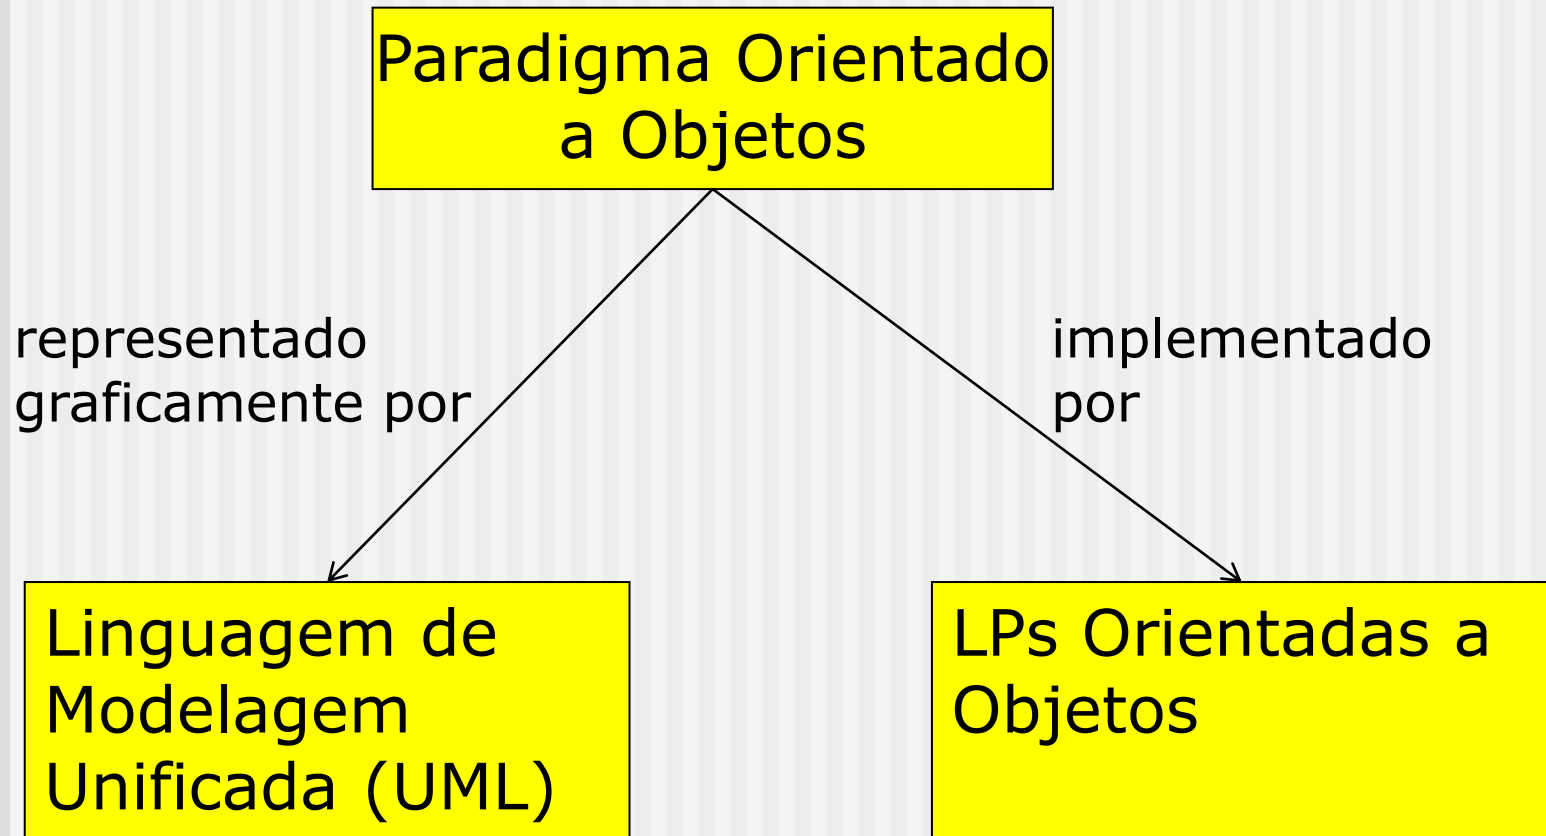 Paradigma Orientado
a Objetos
representado
graficamente por
implementado
por
Linguagem de
Modelagem
Unificada (UML)
LPs Orientadas a
Objetos